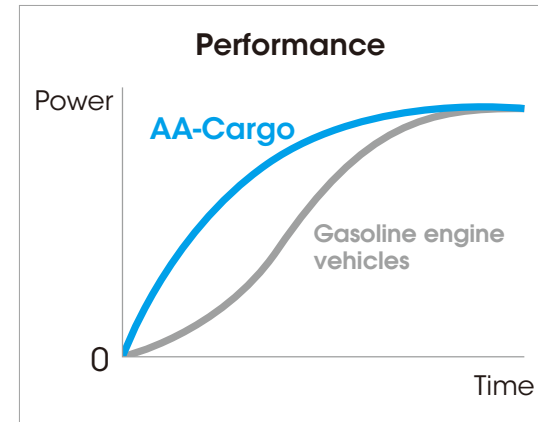 Performance
Power
AA-Cargo
Gasoline engine
vehicles
0
Time